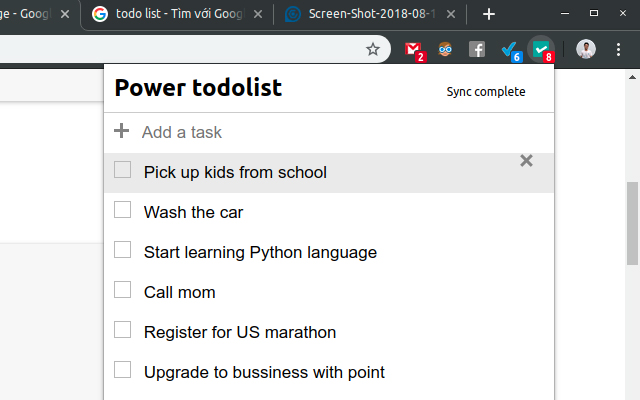 ge - Goog
todo list - Tìm với Goog
Screen-Shot-2018-08-1
2
6
8
Power todolist
Sync complete
Add a task
Pick up kids from school
Wash the car
Start learning Python language
Call mom
Register for US marathon
Upgrade to bussiness with point